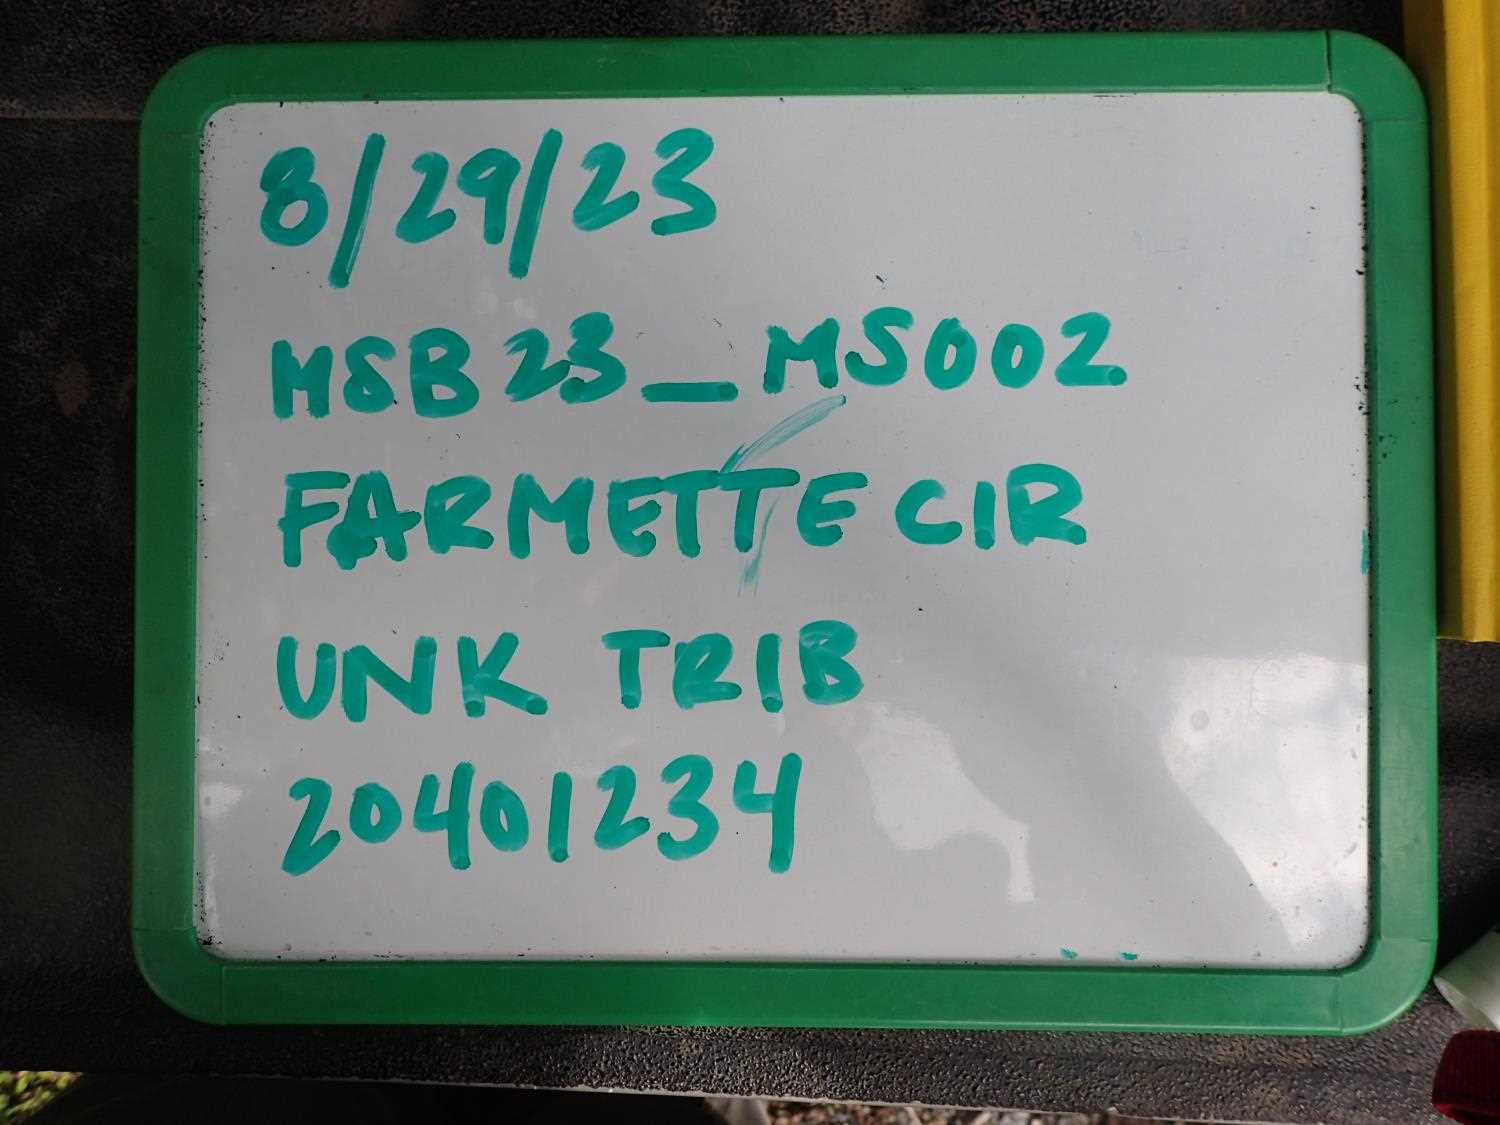 8/29/23
MSB23_MS002
FARMETTE CIR
UNK TRIB
20401234